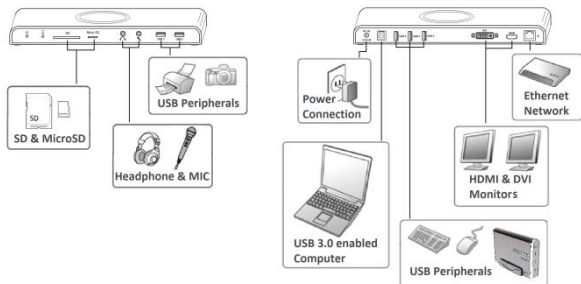 SD
Micro SD
SD
SD & MicroSD
USB Peripherals
Headphone & MIC
Power
Connection
USB 3.0 enabled
Computer
Ethernet
Network
HDMI & DVI
Monitors
USB Peripherals